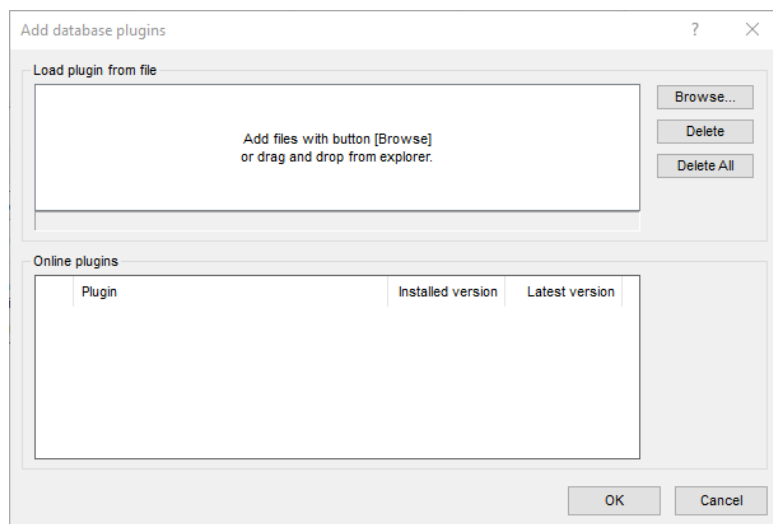 Add database plugins
?
Load plugin from file
Add files with button [Browse]
or drag and drop from explorer.
Browse...
Delete
Delete All
Online plugins
Plugin Installed version Latest version
OK Cancel